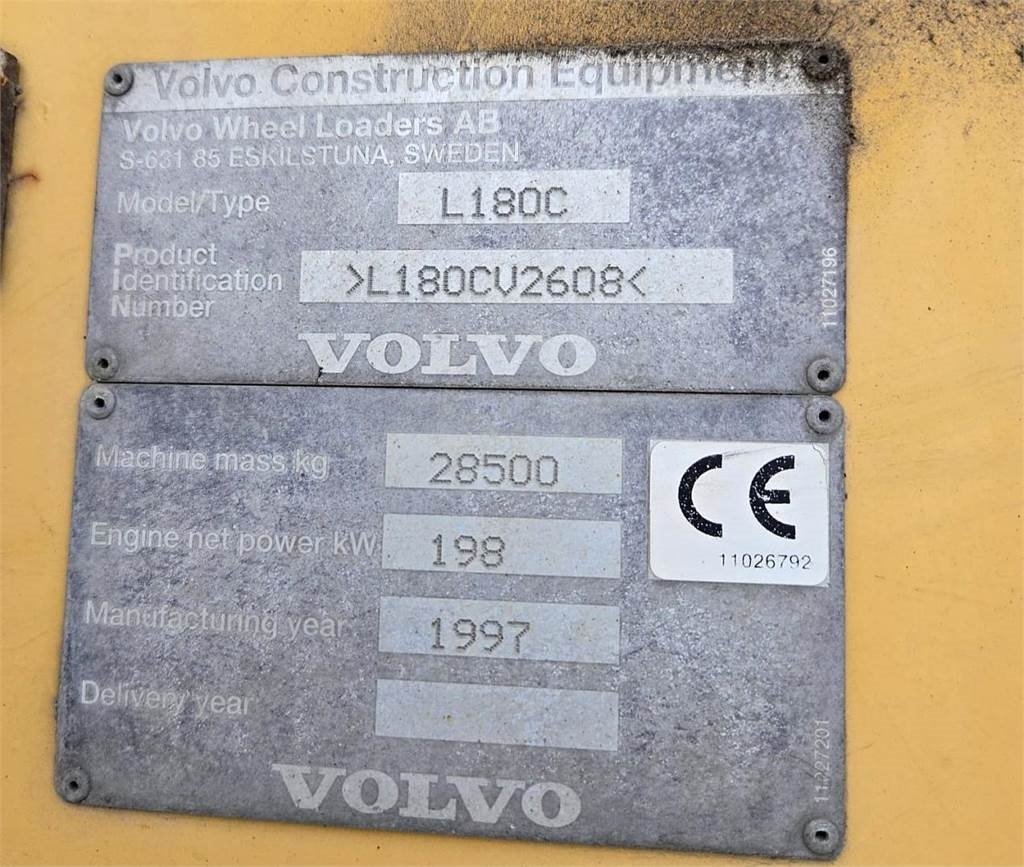 Volvo Construction Equipment
Volvo Wheel Loaders AB
S-631 85 ESKILSTUNA, SWEDEN
Model/Type L180C
Product
Identification >L180CV2608<
Number
11027196
VOLVO
Machine mass kg 28500
CE
11026792
Engine net power kW 198
Manufacturing year 1997
Delivery year
VOLVO